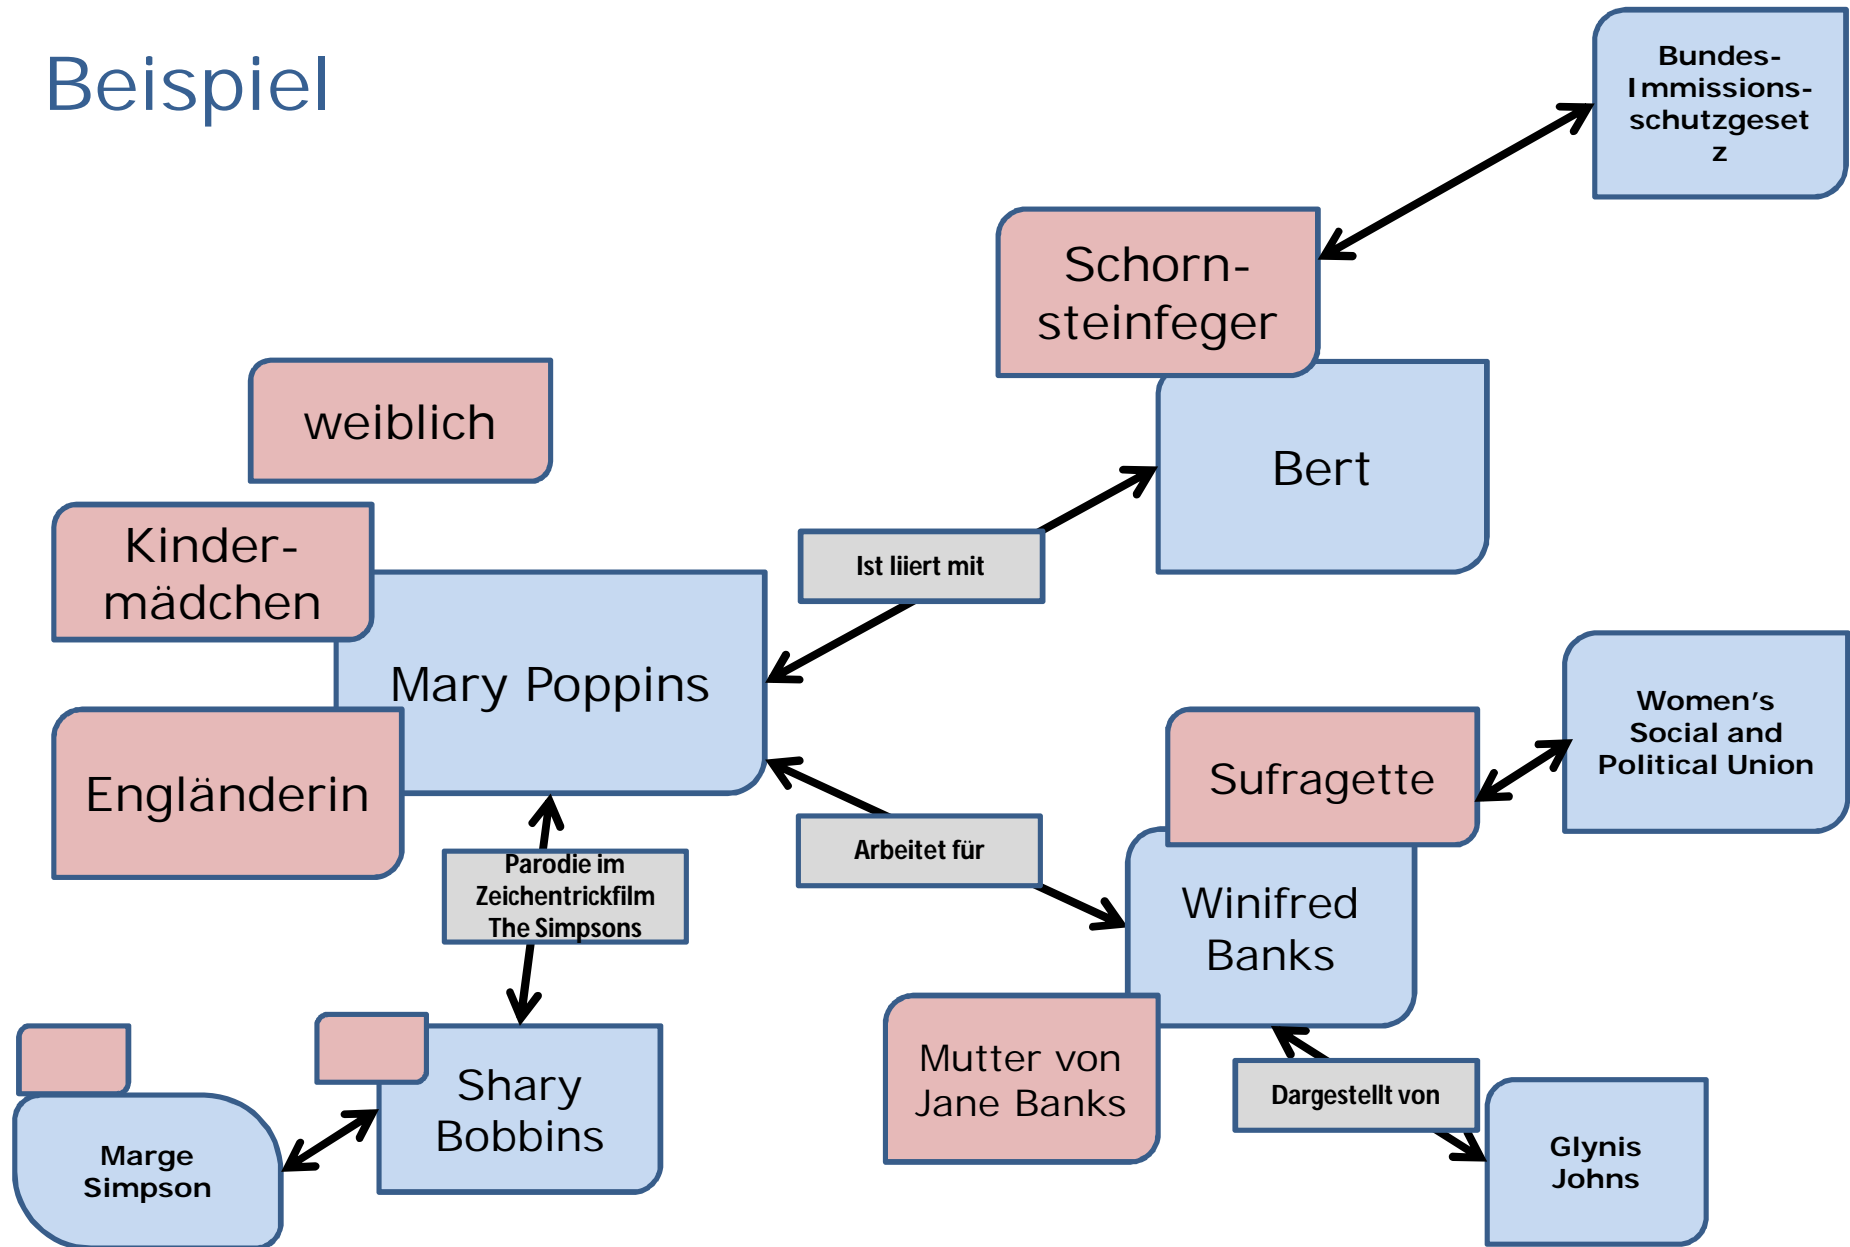 Beispiel
Bundes-
Immissions-
schutzgeset
z
Schorn-
steinfeger
weiblich
Bert
Kinder-
mädchen
Ist liiert mit
Mary Poppins
Women's
Social and
Political Union
Sufragette
Engländerin
Arbeitet für
Parodie im
Zeichentrickfilm
The Simpsons
Winifred
Banks
Mutter von
Jane Banks
Shary
Bobbins
Dargestellt von
Marge
Simpson
Glynis
Johns